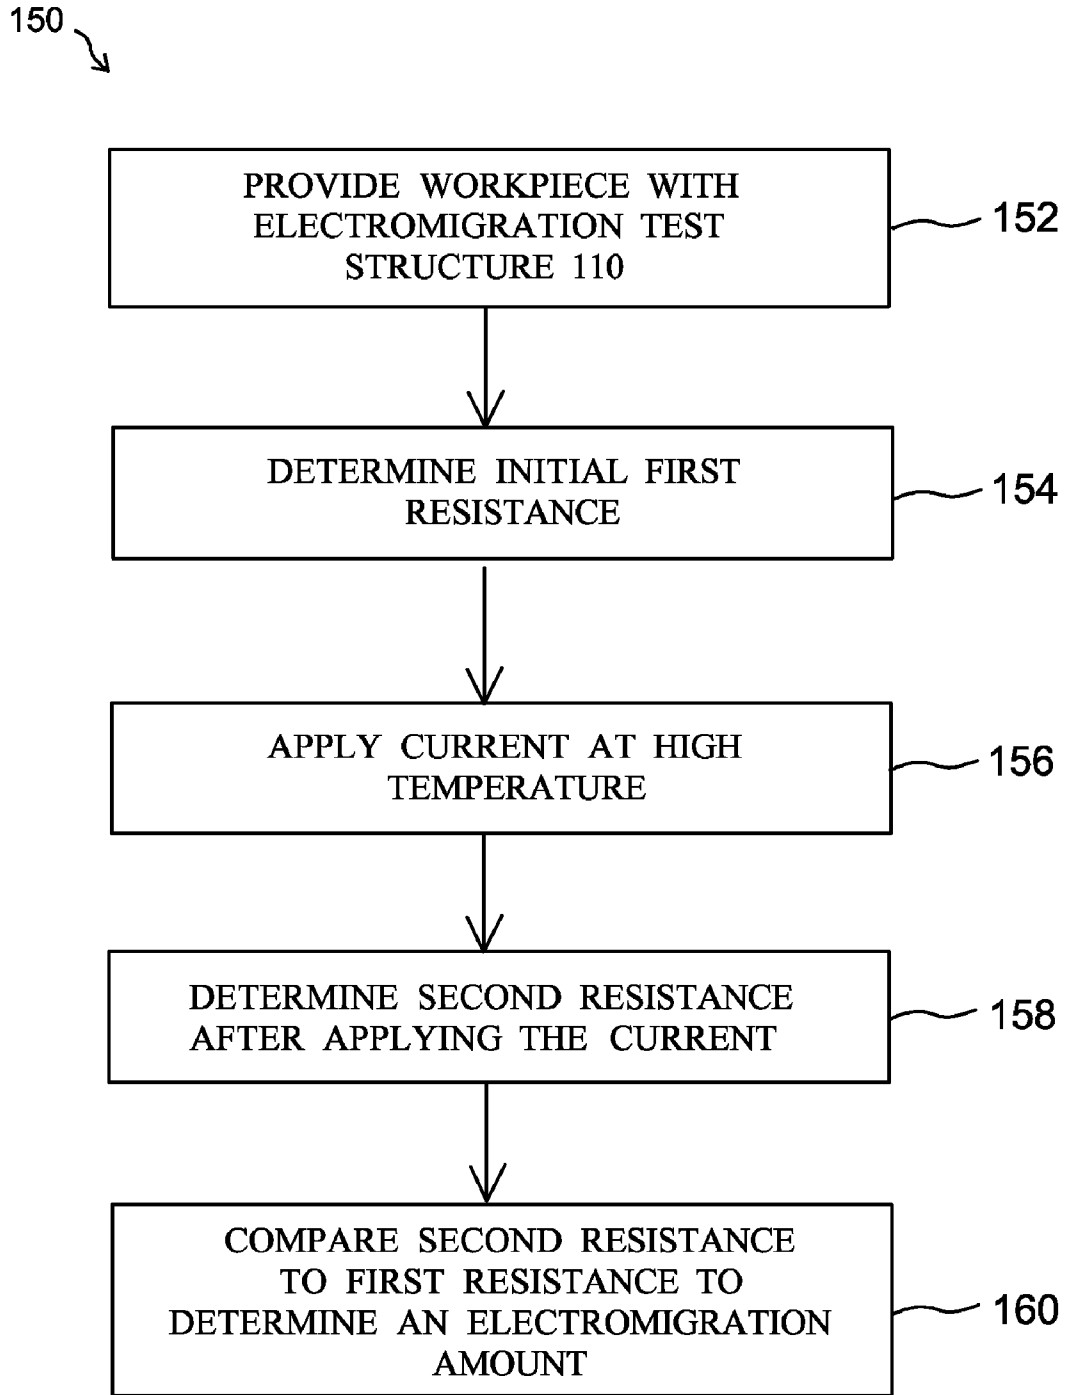 150
PROVIDE WORKPIECE WITH
ELECTROMIGRATION TEST
STRUCTURE 110
152
DETERMINE INITIAL FIRST
RESISTANCE
154
APPLY CURRENT AT HIGH
TEMPERATURE
156
DETERMINE SECOND RESISTANCE
AFTER APPLYING THE CURRENT
158
COMPARE SECOND RESISTANCE
TO FIRST RESISTANCE TO
DETERMINE AN ELECTROMIGRATION
AMOUNT
160